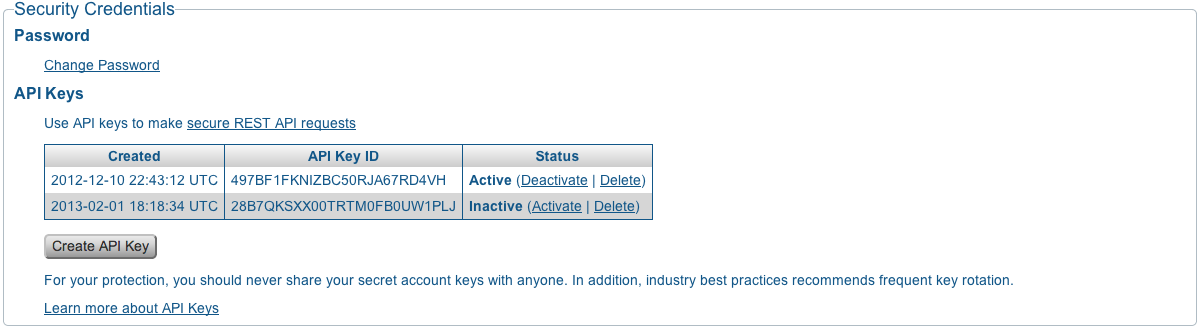 Security Credentials
Password
Change Password
API Keys
Use API keys to make secure REST API requests
Created API Key ID Status
2012-12-10 22:43:12 UTC 497BF1FKNIZBC50RJA67RD4VH Active (Deactivate | Delete)
2013-02-01 18:18:34 UTC 28B7QKSXX00TRTM0FB0UW1PLJ Inactive (Activate | Delete)
Create API Key
For your protection, you should never share your secret account keys with anyone. In addition, industry best practices recommends frequent key rotation.
Learn more about API Keys